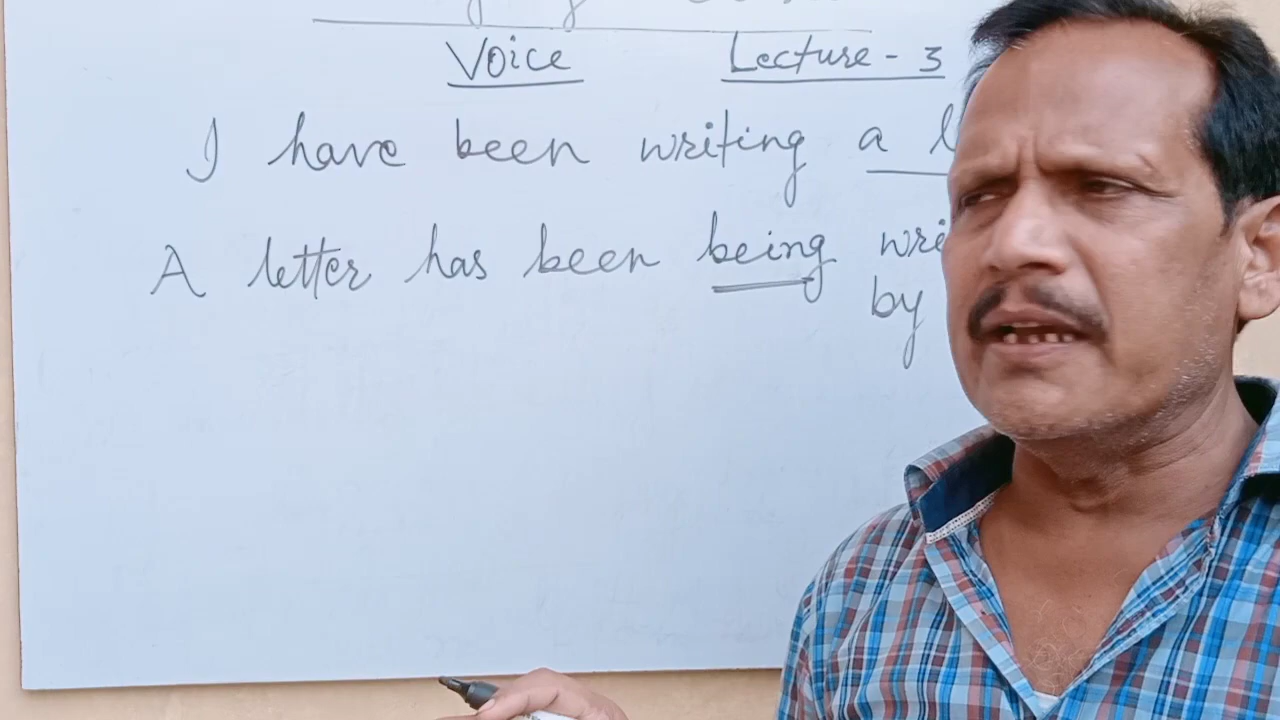 Voice Lecture - 3
I have been writing a
A letter has been being
by